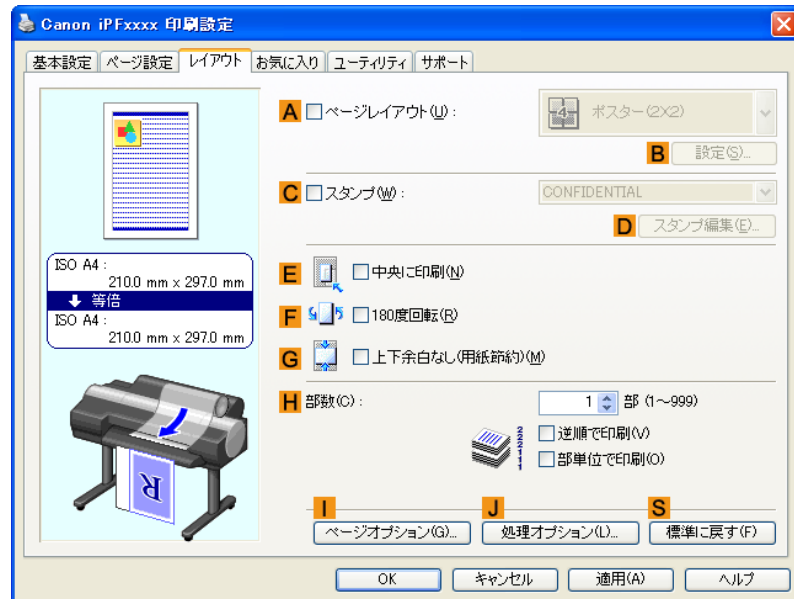 Canon iPFxxxx 印刷設定
基本設定 ページ設定 レイアウト お気に入り ユーティリティ サポート
A ページレイアウト(U) : 4 ポスター(2X2)
B 設定(S)...
C スタンプ(W) : CONFIDENTIAL
D スタンプ編集(E)...
ISO A4 :
210.0 mm x 297.0 mm
等倍
ISO A4 :
210.0 mm x 297.0 mm
E 中央に印刷(N)
F 180度回転(R)
G 上下余白なし(用紙節約)(M)
H 部数(C) : 1 部 (1～999)
2 2 2 1 1 1
逆順で印刷(V)
部単位で印刷(O)
R
I J S
ページオプション(G)... 処理オプション(L)... 標準に戻す(F)
OK キャンセル 適用(A) ヘルプ